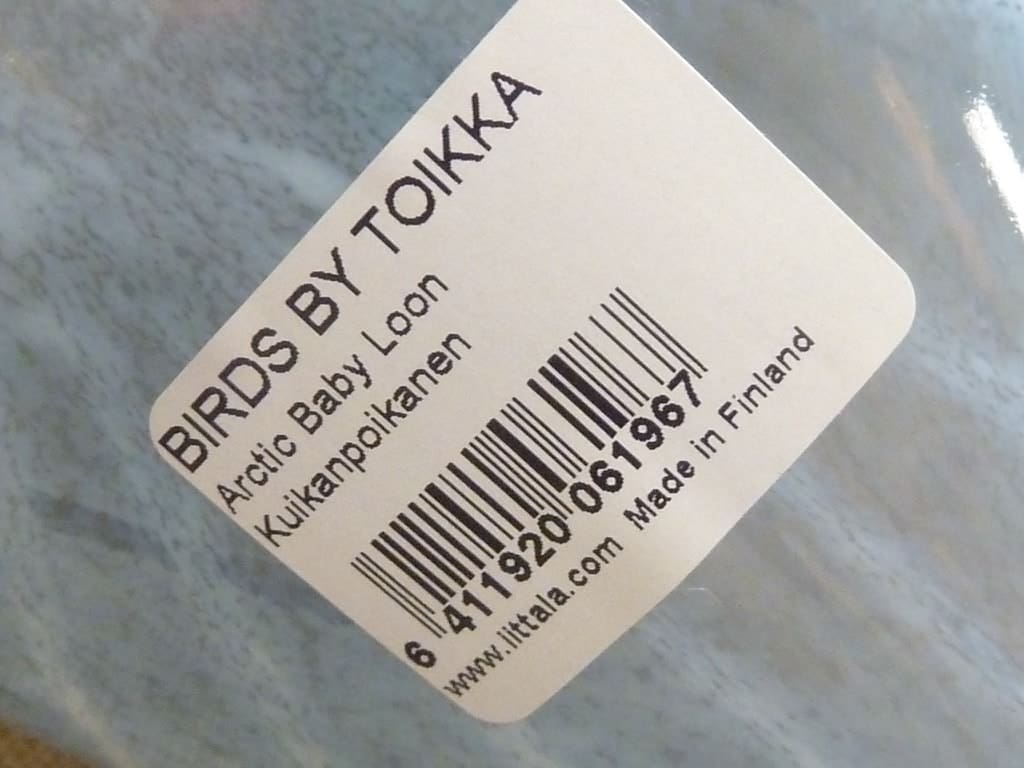 BIRDS BY TOIKKA
Arctic Baby Loon
Kuikanpoikanen
6 411920 061967
www.iittala.com Made in Finland